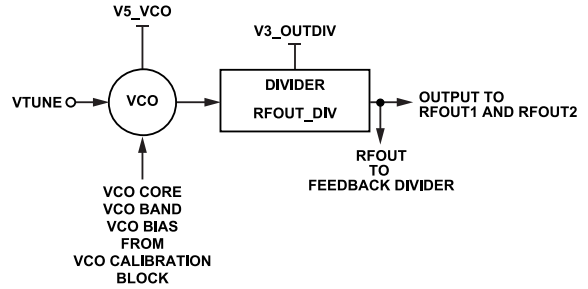 V5_VCO
V3_OUTDIV
VTUNE
VCO
DIVIDER
RFOUT_DIV
OUTPUT TO
RFOUT1 AND RFOUT2
RFOUT
TO
FEEDBACK DIVIDER
VCO CORE
VCO BAND
VCO BIAS
FROM
VCO CALIBRATION
BLOCK